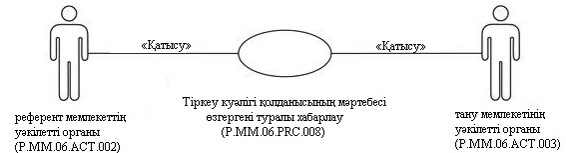 «Қатысу»
«Қатысу»
референт мемлекеттің
уәкілетті органы
(P.MM.06.ACT.002)
Тіркеу куәлігі қолданысының мәртебесі
өзгергені туралы хабарлау
(P.MM.06.PRC.008)
тану мемлекетінің
уәкілетті органы
(P.MM.06.ACT.003)